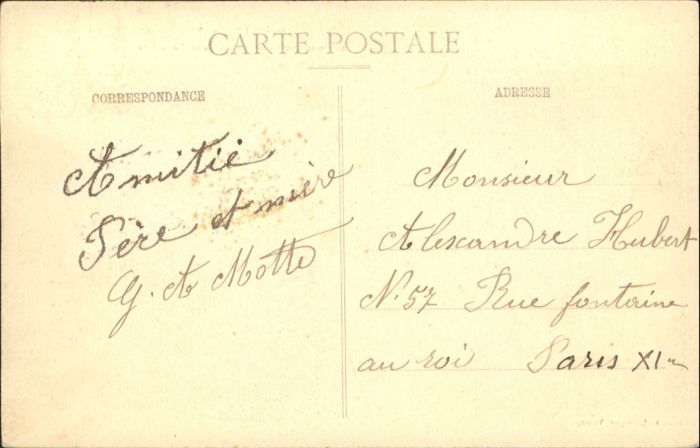 CARTE POSTALE
CORRESPONDANCE
ADRESSE
Amitié
Père et mère
G. A Motte
Monsieur
Alexandre Hubert
N. 57 Rue fontaine
au roi Paris XIe